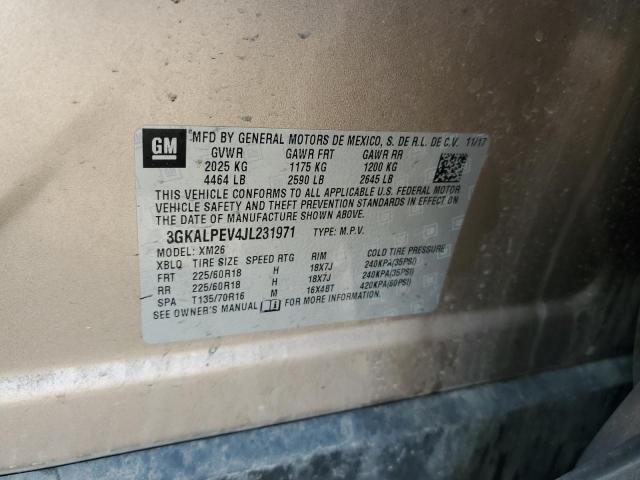 GM
MFD BY GENERAL MOTORS DE MEXICO, S. DE R.L. DE C.V. 11/17
GVWR GAWR FRT GAWR RR
2025 KG 1175 KG 1200 KG
4464 LB 2590 LB 2645 LB
THIS VEHICLE CONFORMS TO ALL APPLICABLE U.S. FEDERAL MOTOR
VEHICLE SAFETY AND THEFT PREVENTION STANDARDS IN EFFECT ON
THE DATE OF MANUFACTURE SHOWN ABOVE.
3GKALPEV4JL231971 TYPE: M.P.V.
MODEL: XM26
XBLQ TIRE SIZE SPEED RTG RIM COLD TIRE PRESSURE
FRT 225/60R18 H 18X7J 240KPA(35PSI)
RR 225/60R18 H 18X7J 240KPA(35PSI)
SPA T135/70R16 M 16X4BT 420KPA(60PSI)
SEE OWNER'S MANUAL FOR MORE INFORMATION.